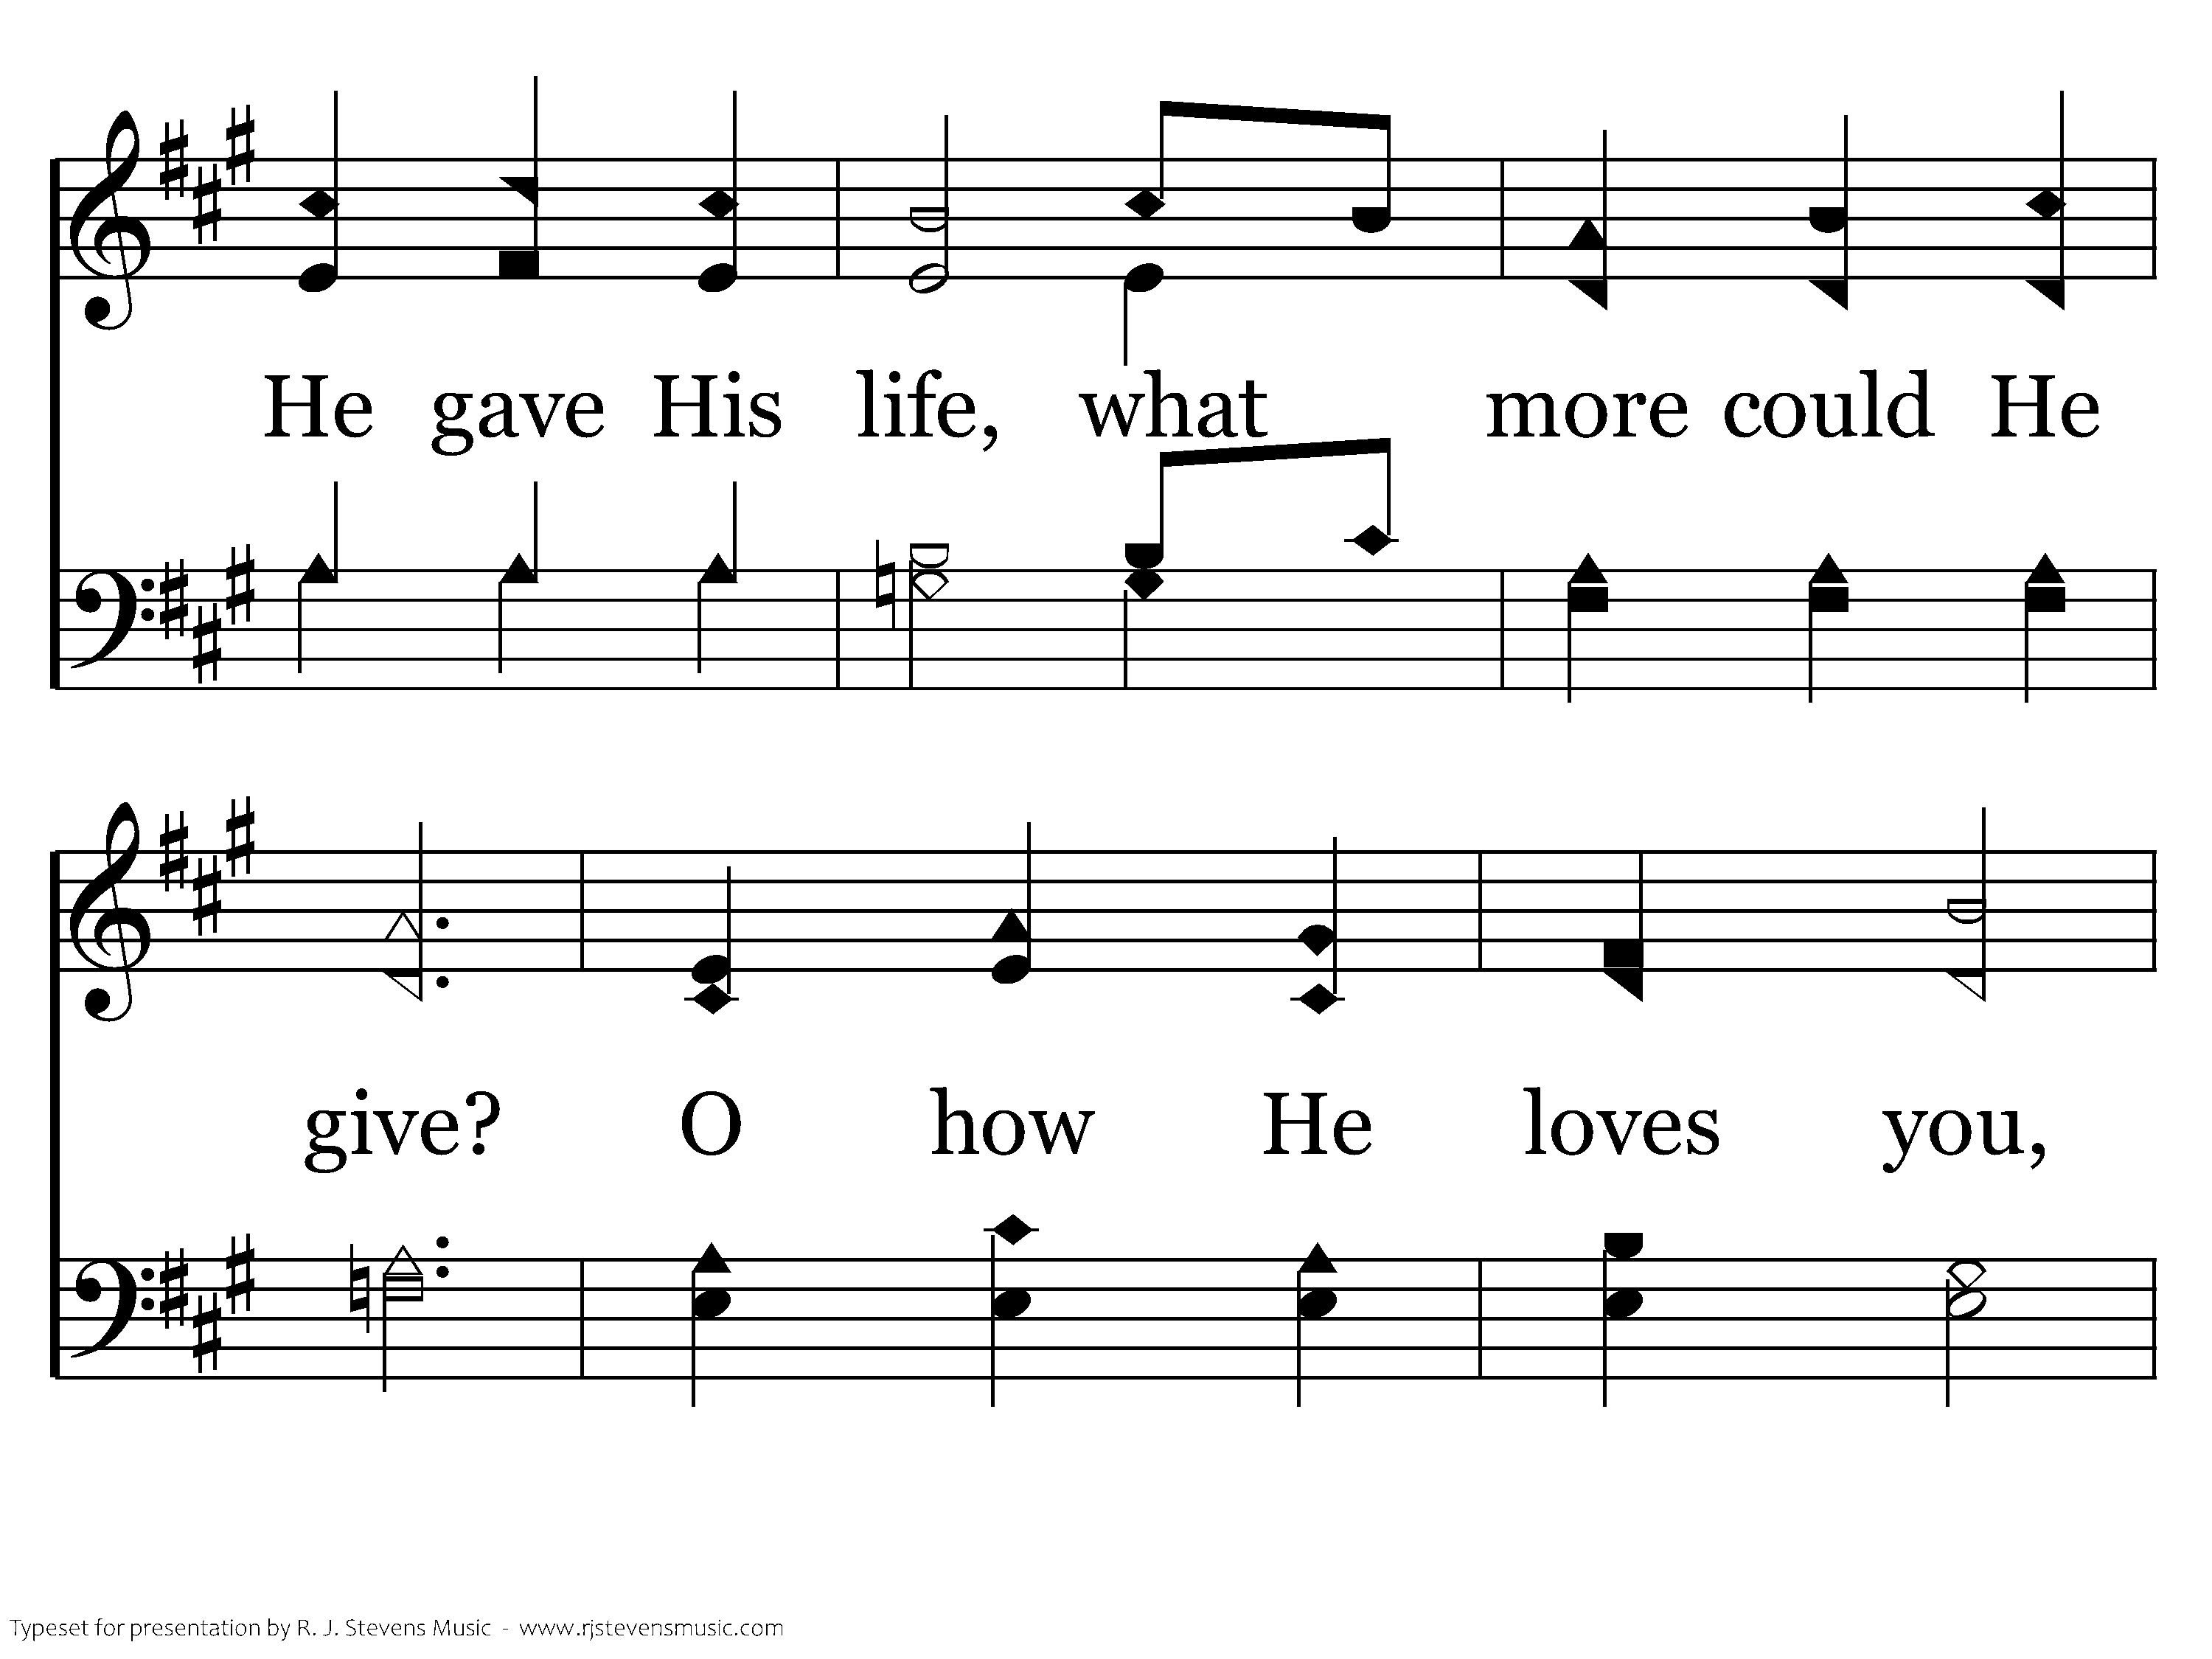 He gave His life, what more could He
give? O how He loves you,
Typeset for presentation by R. J. Stevens Music - www.rjstevensmusic.com